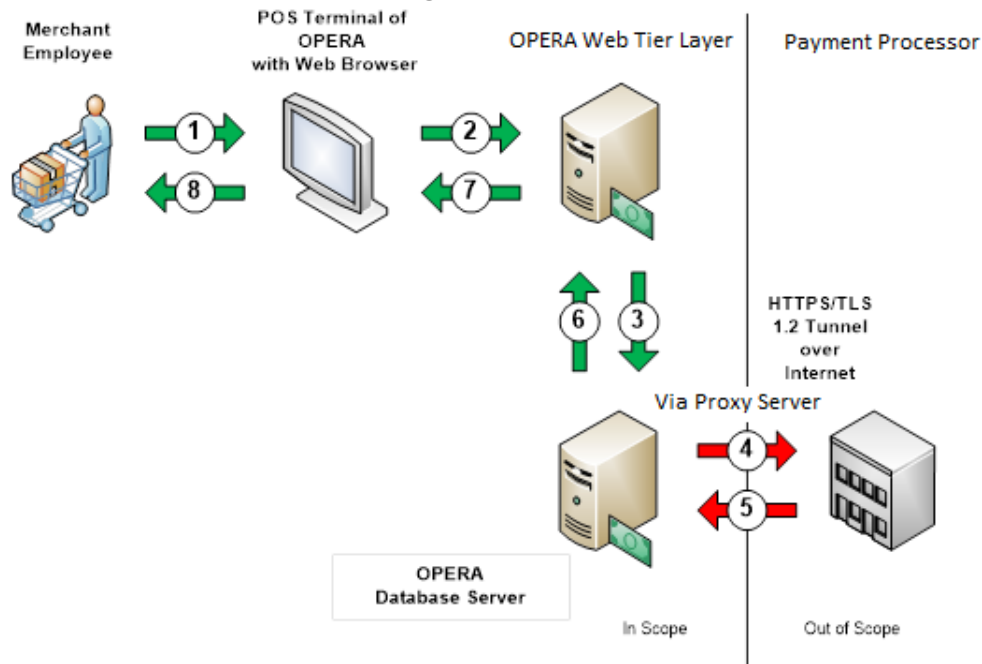 Merchant
Employee
POS Terminal of
OPERA
with Web Browser
OPERA Web Tier Layer
Payment Processor
1
2
8
7
6
3
HTTPS/TLS
1.2 Tunnel
over
Internet
Via Proxy Server
4
5
OPERA
Database Server
In Scope
Out of Scope